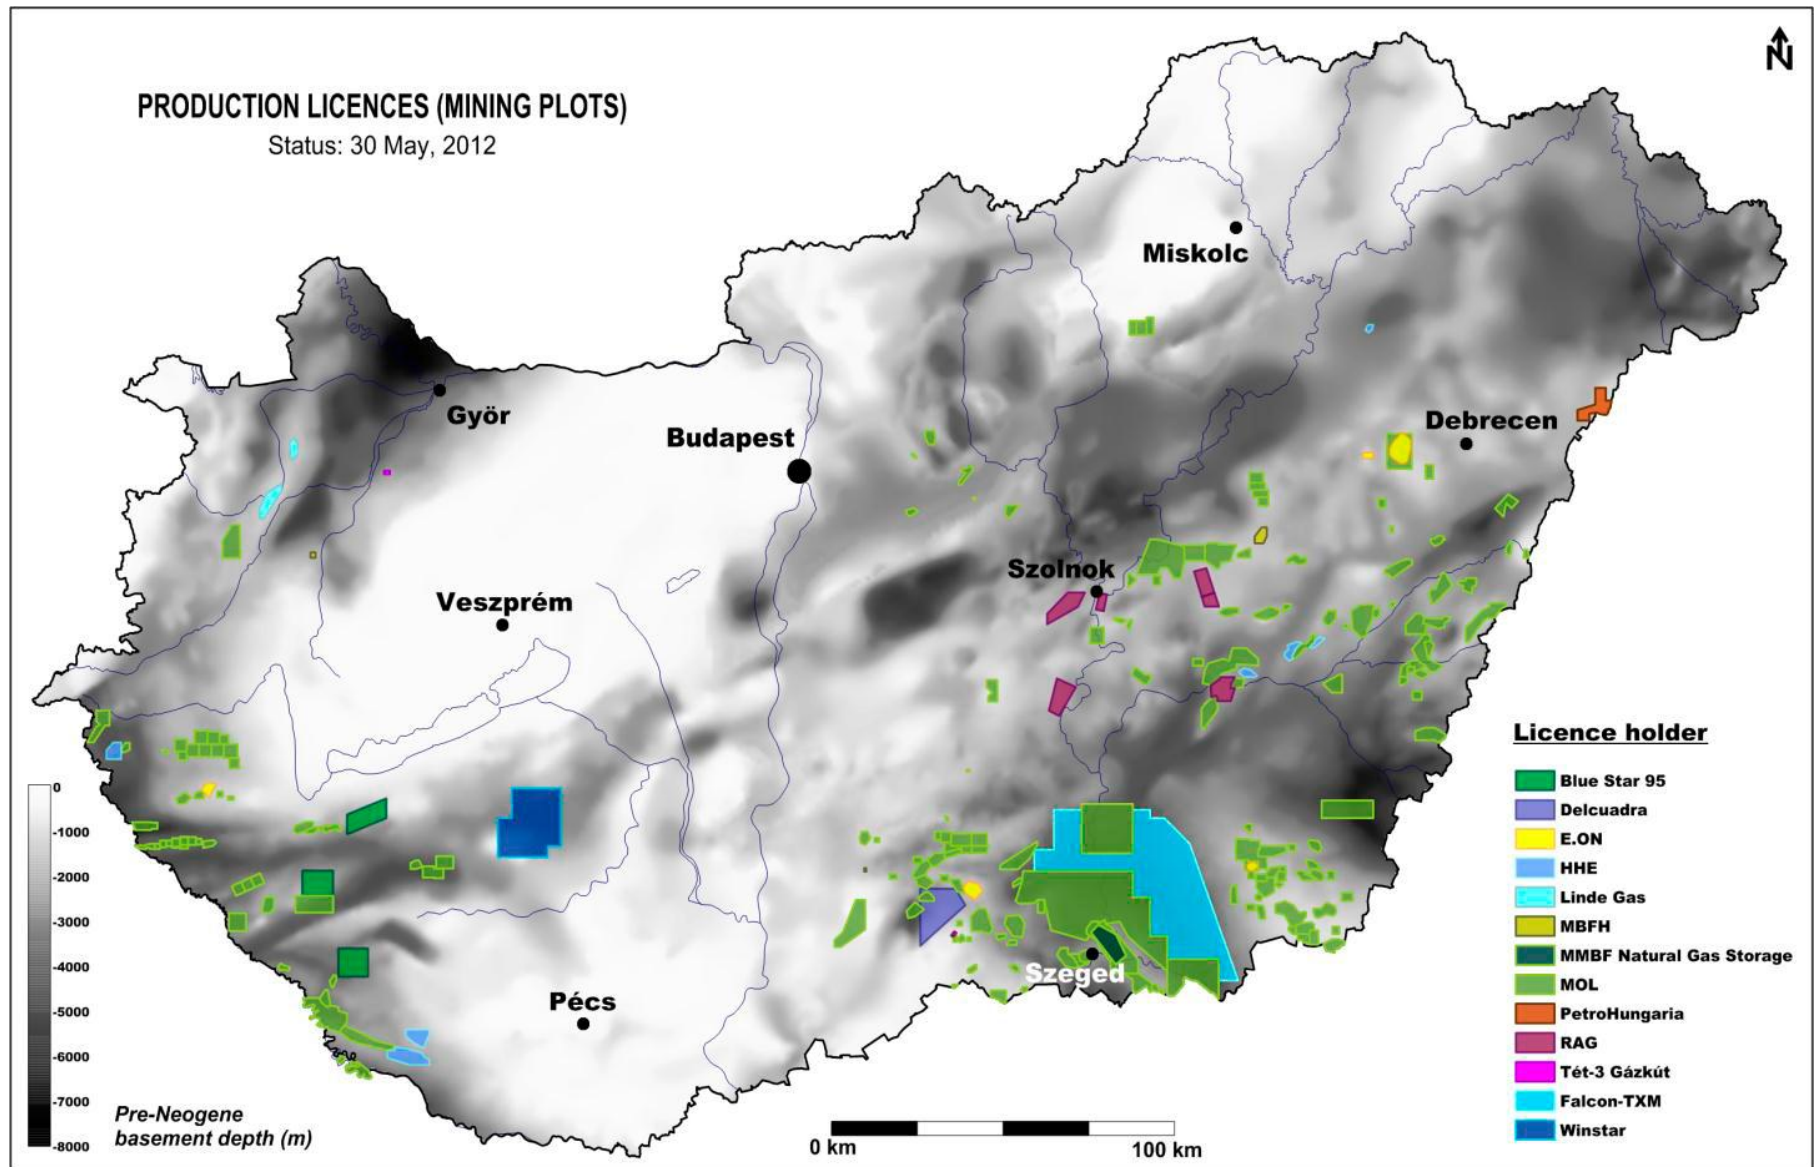 PRODUCTION LICENCES (MINING PLOTS)
Status: 30 May, 2012
N
Miskolc
Györ
Budapest
Debrecen
Szolnok
Veszprém
Szeged
Pécs
Licence holder
Blue Star 95
Delcuadra
E.ON
HHE
Linde Gas
MBFH
MMBF Natural Gas Storage
MOL
PetroHungaria
RAG
Tét-3 Gázkút
Falcon-TXM
Winstar
0
-1000
-2000
-3000
-4000
-5000
-6000
-7000
-8000
Pre-Neogene
basement depth (m)
0 km
100 km